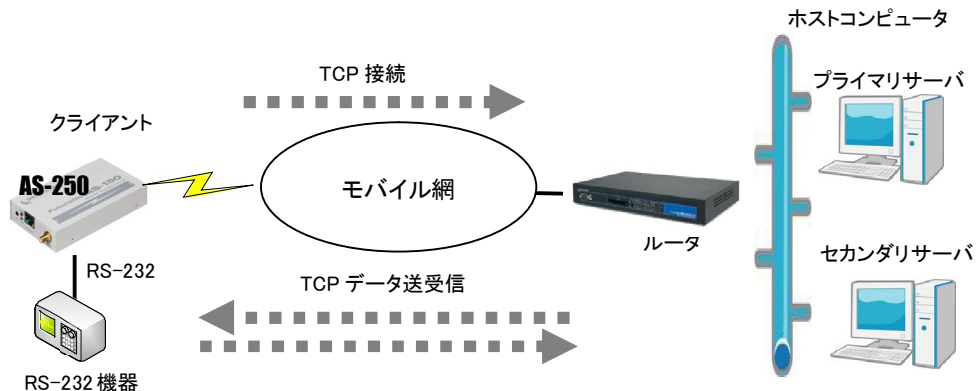 ホストコンピュータ
TCP 接続
プライマリサーバ
クライアント
AS-250
モバイル網
ルータ
セカンダリサーバ
RS-232
TCP データ送受信
RS-232 機器